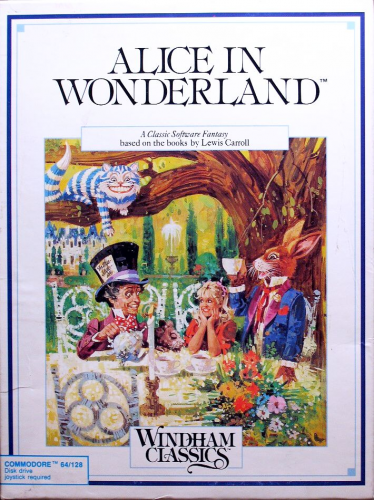 ALICE IN
WONDERLAND™
A Classic Software Fantasy
based on the books by Lewis Carroll
WINDHAM
CLASSICS™
COMMODORE™ 64/128
Disk drive
joystick required